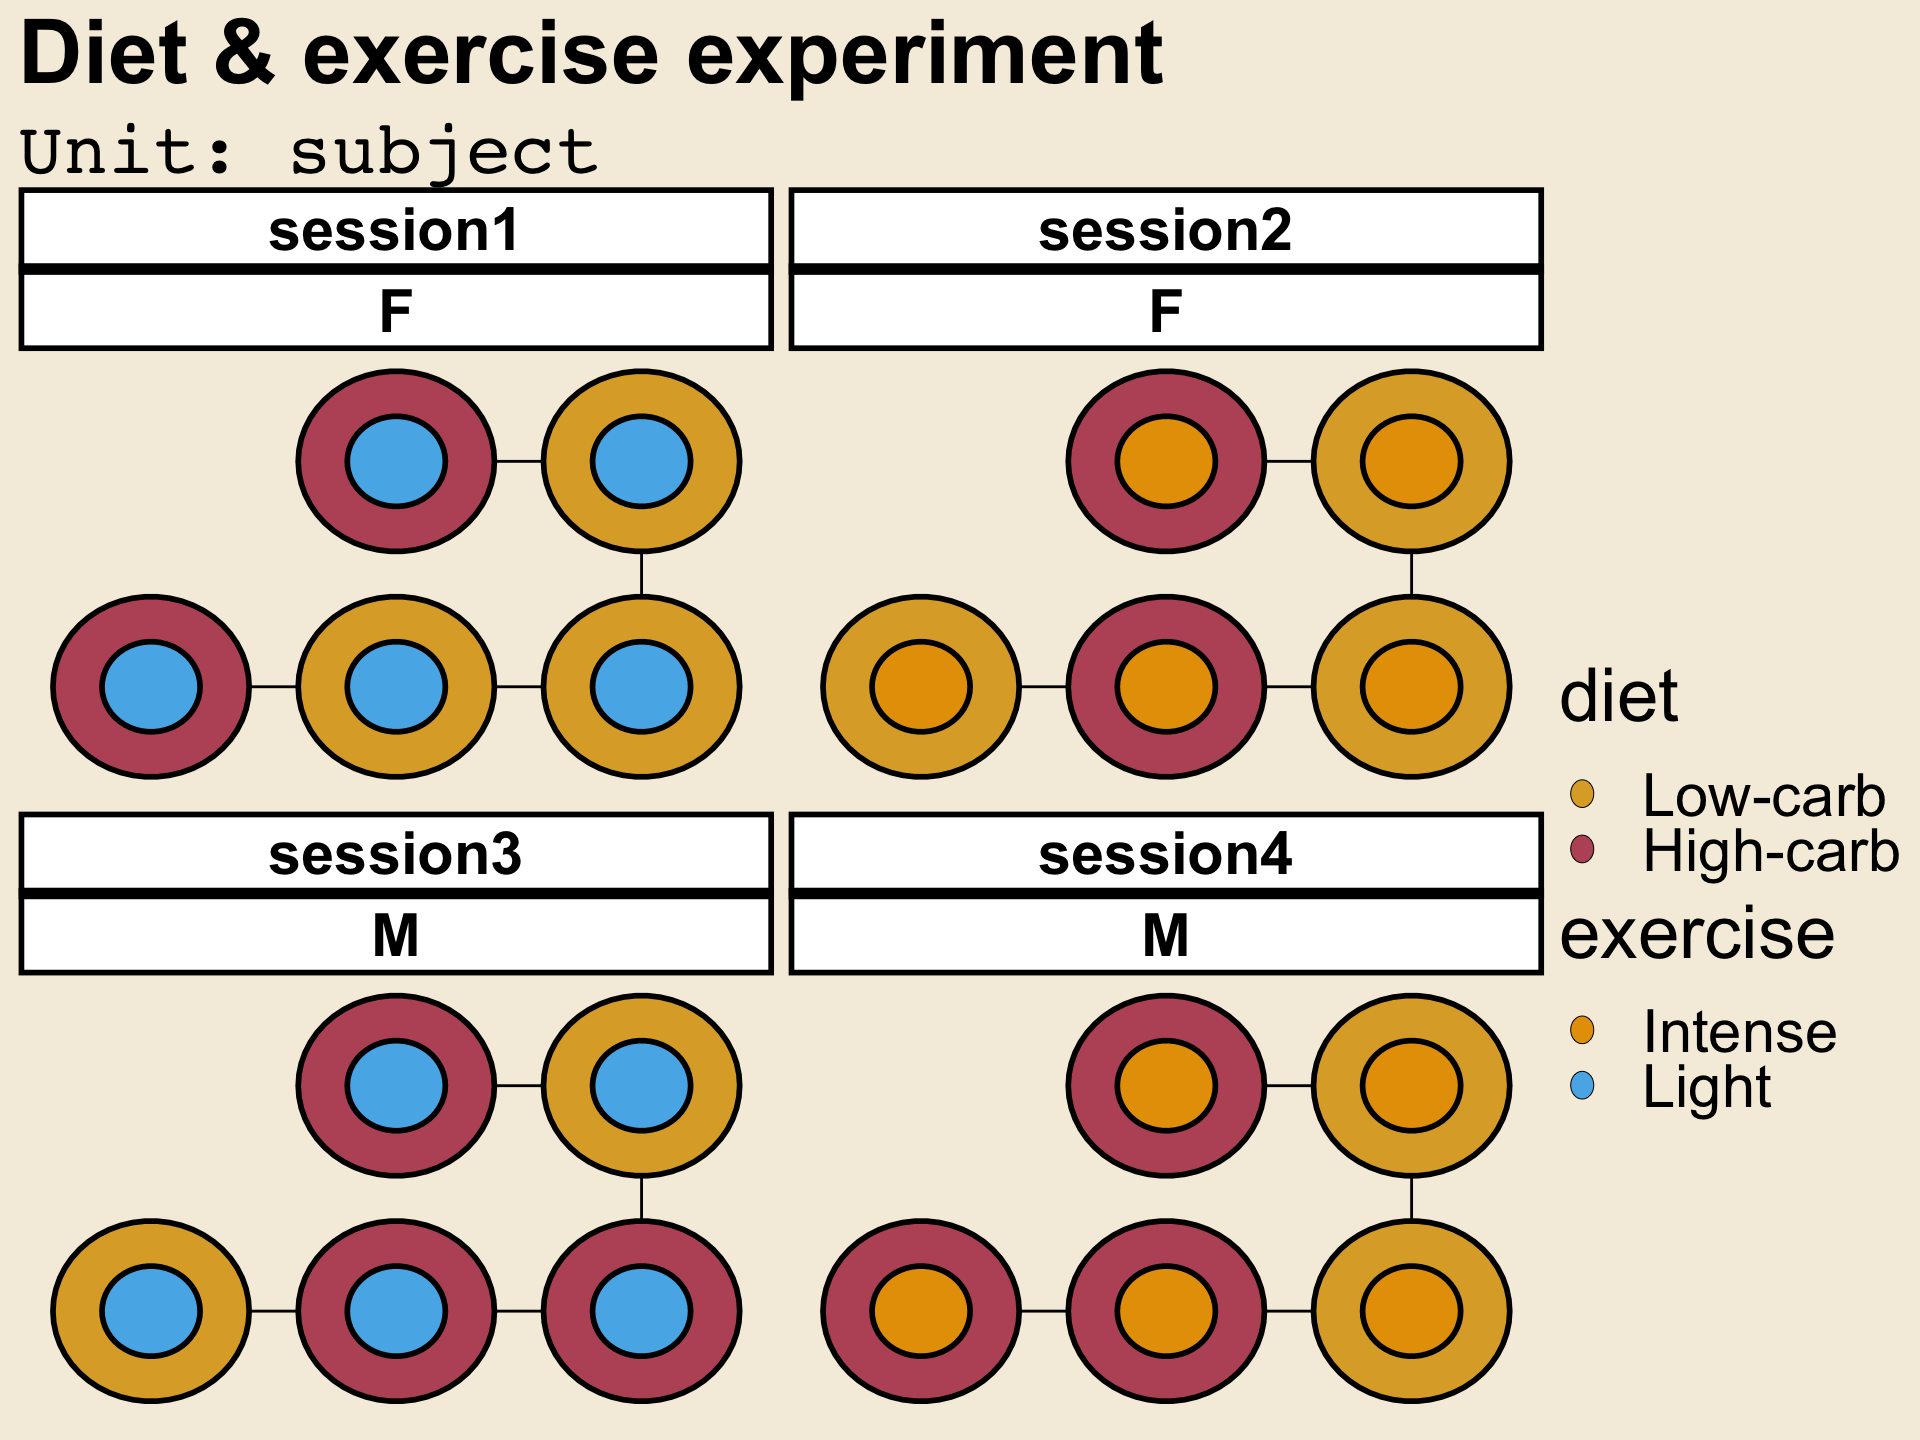 Diet & exercise experiment
Unit: subject
session1
F
session2
F
session3
M
session4
M
diet
Low-carb
High-carb
exercise
Intense
Light